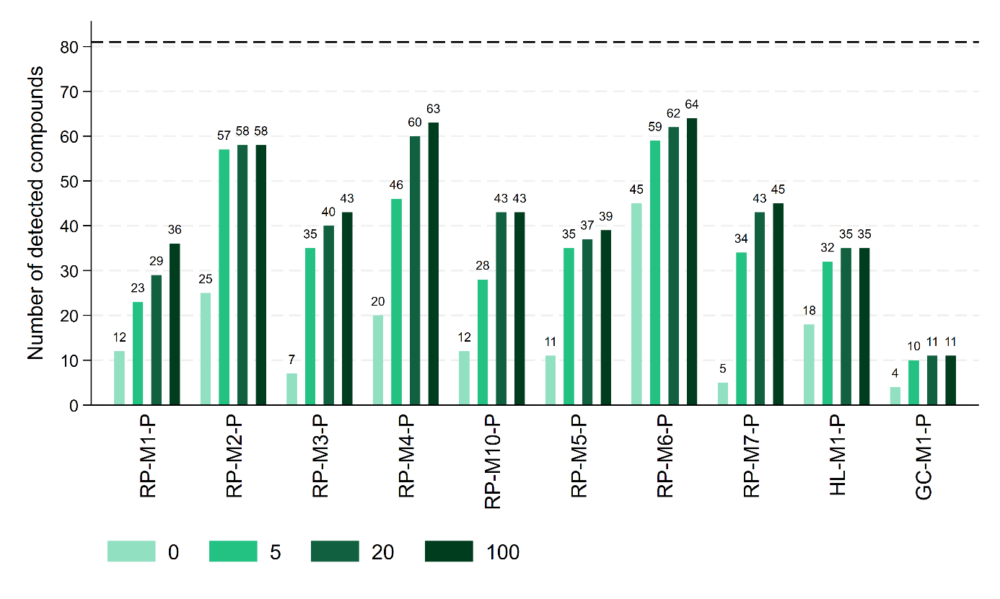 Number of detected compounds
80
70
60
50
40
30
20
10
0
12 23 29 36
25 57 58 58
7 35 40 43
20 46 60 63
12 28 43 43
11 35 37 39
45 59 62 64
5 34 43 45
18 32 35 35
4 10 11 11
RP-M1-P
RP-M2-P
RP-M3-P
RP-M4-P
RP-M10-P
RP-M5-P
RP-M6-P
RP-M7-P
HL-M1-P
GC-M1-P
0 5 20 100